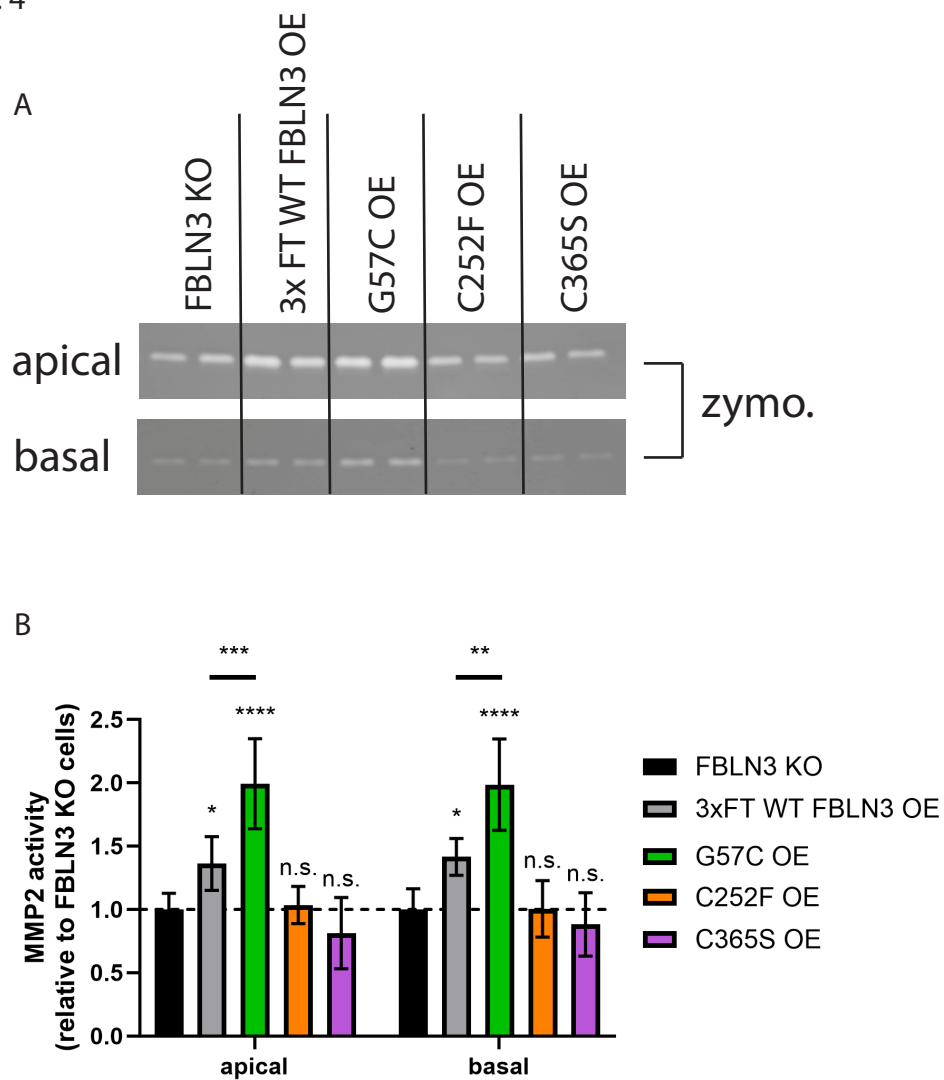 . 4
A
FBLN3 KO
3x FT WT FBLN3 OE
G57C OE
C252F OE
C365S OE
apical
basal
zymo.
B
MMP2 activity
(relative to FBLN3 KO cells)
2.5
2.0
1.5
1.0
0.5
0.0
***
**
****
****
*
*
n.s.
n.s.
n.s.
n.s.
apical
basal
FBLN3 KO
3xFT WT FBLN3 OE
G57C OE
C252F OE
C365S OE